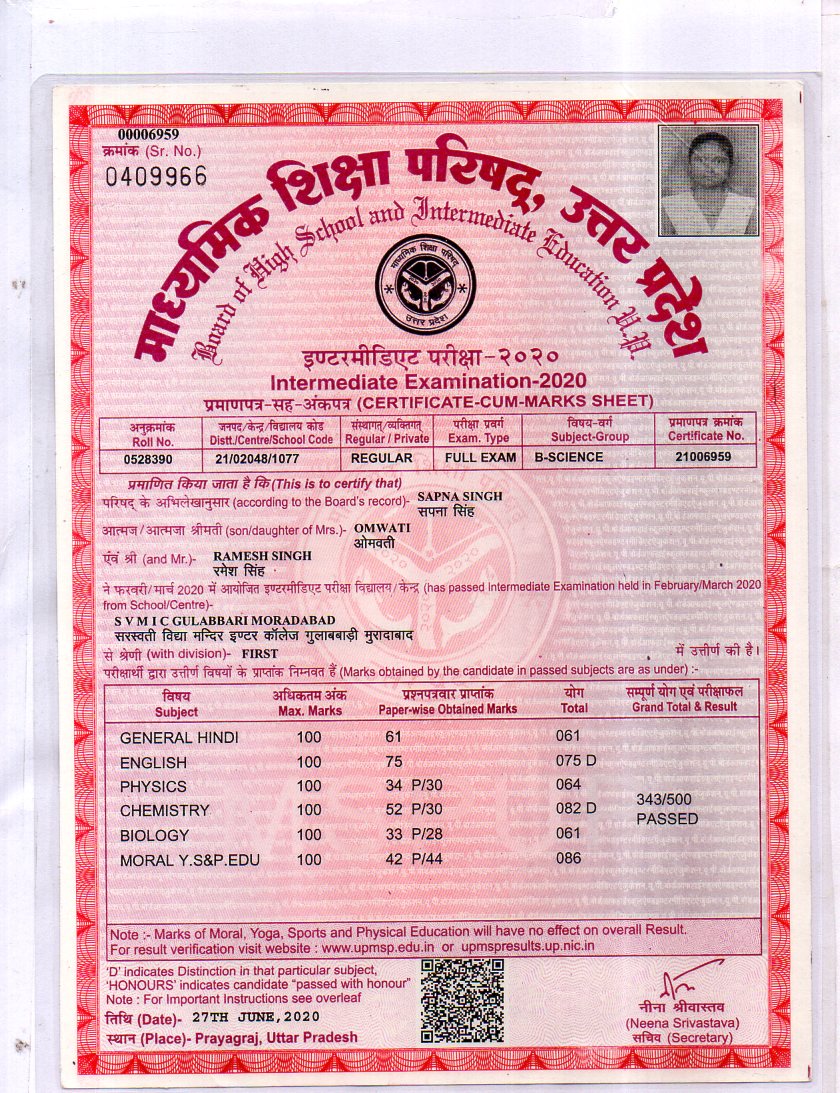 00006959
क्रमांक (Sr. No.)
0409966
माध्यमिक शिक्षा परिषद्, उत्तर प्रदेश
Board of High School and Intermediate Education U.P.
माध्यमिक शिक्षा परिषद्
उत्तर प्रदेश
इण्टरमीडिएट परीक्षा-२०२०
Intermediate Examination-2020
प्रमाणपत्र-सह-अंकपत्र (CERTIFICATE-CUM-MARKS SHEET)
अनुक्रमांक जनपद/केन्द्र/विद्यालय कोड संस्थागत/व्यक्तिगत परीक्षा प्रवर्ग विषय-वर्ग प्रमाणपत्र क्रमांक
Roll No. Distt./Centre/School Code Regular / Private Exam. Type Subject-Group Certificate No.
0528390 21/02048/1077 REGULAR FULL EXAM B-SCIENCE 21006959
प्रमाणित किया जाता है कि (This is to certify that)
परिषद् के अभिलेखानुसार (according to the Board's record)- SAPNA SINGH
सपना सिंह
आत्मज/आत्मजा श्रीमती (son/daughter of Mrs.)- OMWATI
ओमवती
एंव श्री (and Mr.)- RAMESH SINGH
रमेश सिंह
ने फरवरी/मार्च 2020 में आयोजित इण्टरमीडिएट परीक्षा विद्यालय/केन्द्र (has passed Intermediate Examination held in February/March 2020
from School/Centre)-
S V M I C GULABBARI MORADABAD
सरस्वती विद्या मन्दिर इण्टर कॉलेज गुलाबबाड़ी मुरादाबाद
से श्रेणी (with division)- FIRST में उत्तीर्ण की है।
परीक्षार्थी द्वारा उत्तीर्ण विषयों के प्राप्तांक निम्नवत हैं (Marks obtained by the candidate in passed subjects are as under) :-
विषय अधिकतम अंक प्रश्नपत्रवार प्राप्तांक योग सम्पूर्ण योग एवं परीक्षाफल
Subject Max. Marks Paper-wise Obtained Marks Total Grand Total & Result
GENERAL HINDI 100 61 061
ENGLISH 100 75 075 D
PHYSICS 100 34 P/30 064
343/500
CHEMISTRY 100 52 P/30 082 D
PASSED
BIOLOGY 100 33 P/28 061
MORAL Y.S&P.EDU 100 42 P/44 086
Note :- Marks of Moral, Yoga, Sports and Physical Education will have no effect on overall Result.
For result verification visit website : www.upmsp.edu.in or upmspresults.up.nic.in
'D' indicates Distinction in that particular subject,
'HONOURS' indicates candidate "passed with honour"
Note : For Important Instructions see overleaf
तिथि (Date)- 27TH JUNE,2020
स्थान (Place)- Prayagraj, Uttar Pradesh
नीना श्रीवास्तव
(Neena Srivastava)
सचिव (Secretary)